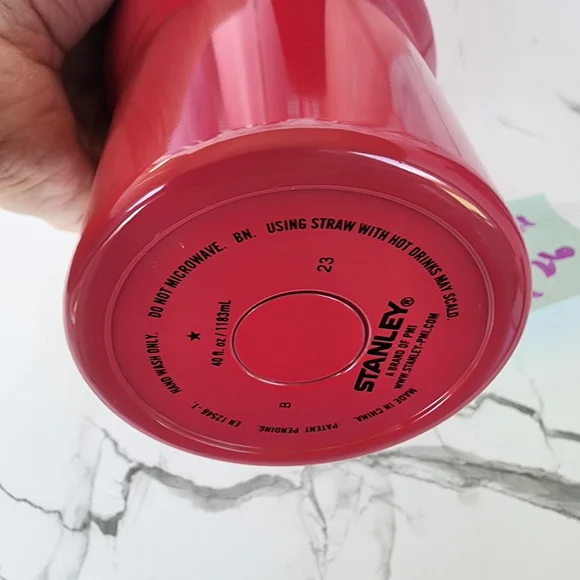 HAND WASH ONLY. DO NOT MICROWAVE. BN. USING STRAW WITH HOT DRINKS MAY SCALD.
23
★
40 fl. oz / 1183mL
STANLEY®
A BRAND OF PMI
WWW.STANLEY-PMI.COM
B
EN 12546-1. PATENT PENDING. MADE IN CHINA
26